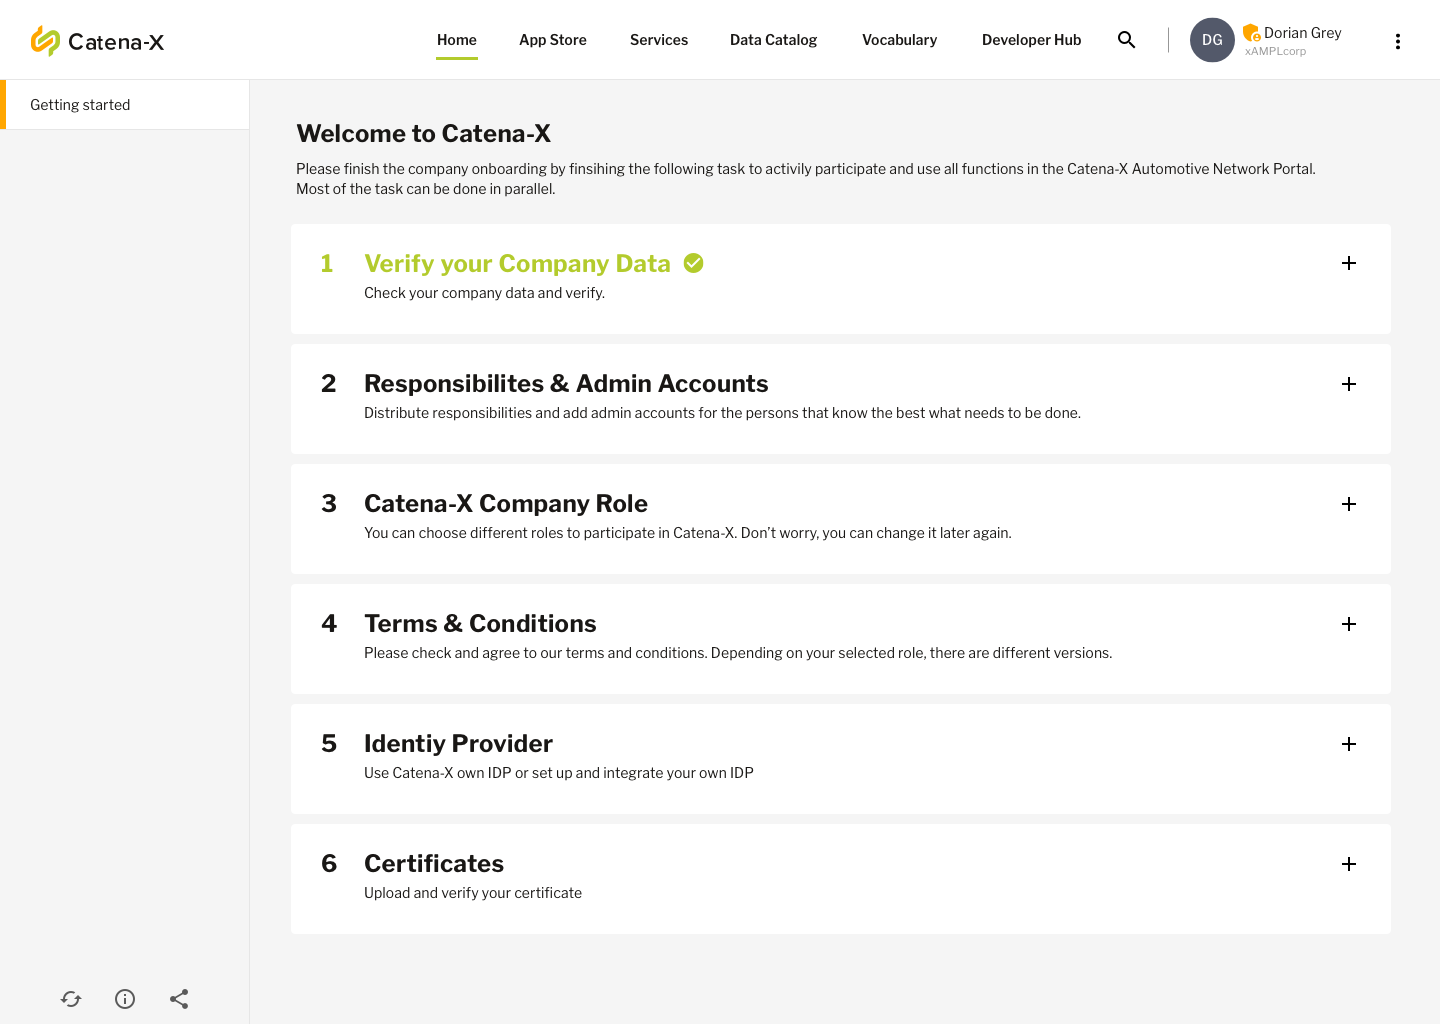 Catena-X
Home
App Store
Services
Data Catalog
Vocabulary
Developer Hub
DG
Dorian Grey
xAMPLcorp
Getting started
Welcome to Catena-X
Please finish the company onboarding by finsihing the following task to activily participate and use all functions in the Catena-X Automotive Network Portal.
Most of the task can be done in parallel.
1 Verify your Company Data
Check your company data and verify.
2 Responsibilites & Admin Accounts
Distribute responsibilities and add admin accounts for the persons that know the best what needs to be done.
3 Catena-X Company Role
You can choose different roles to participate in Catena-X. Don't worry, you can change it later again.
4 Terms & Conditions
Please check and agree to our terms and conditions. Depending on your selected role, there are different versions.
5 Identiy Provider
Use Catena-X own IDP or set up and integrate your own IDP
6 Certificates
Upload and verify your certificate